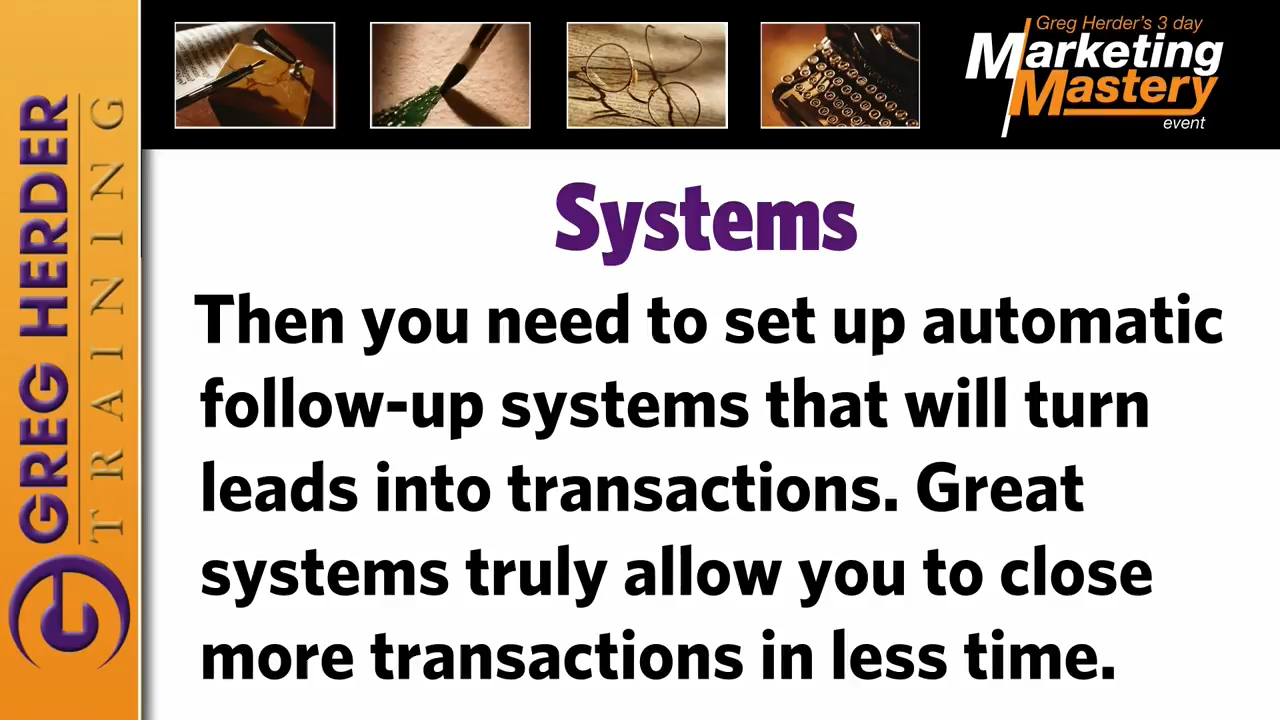 Greg Herder's 3 day
Marketing
Mastery
event
GREG HERDER
TRAINING
Systems
Then you need to set up automatic
follow-up systems that will turn
leads into transactions. Great
systems truly allow you to close
more transactions in less time.